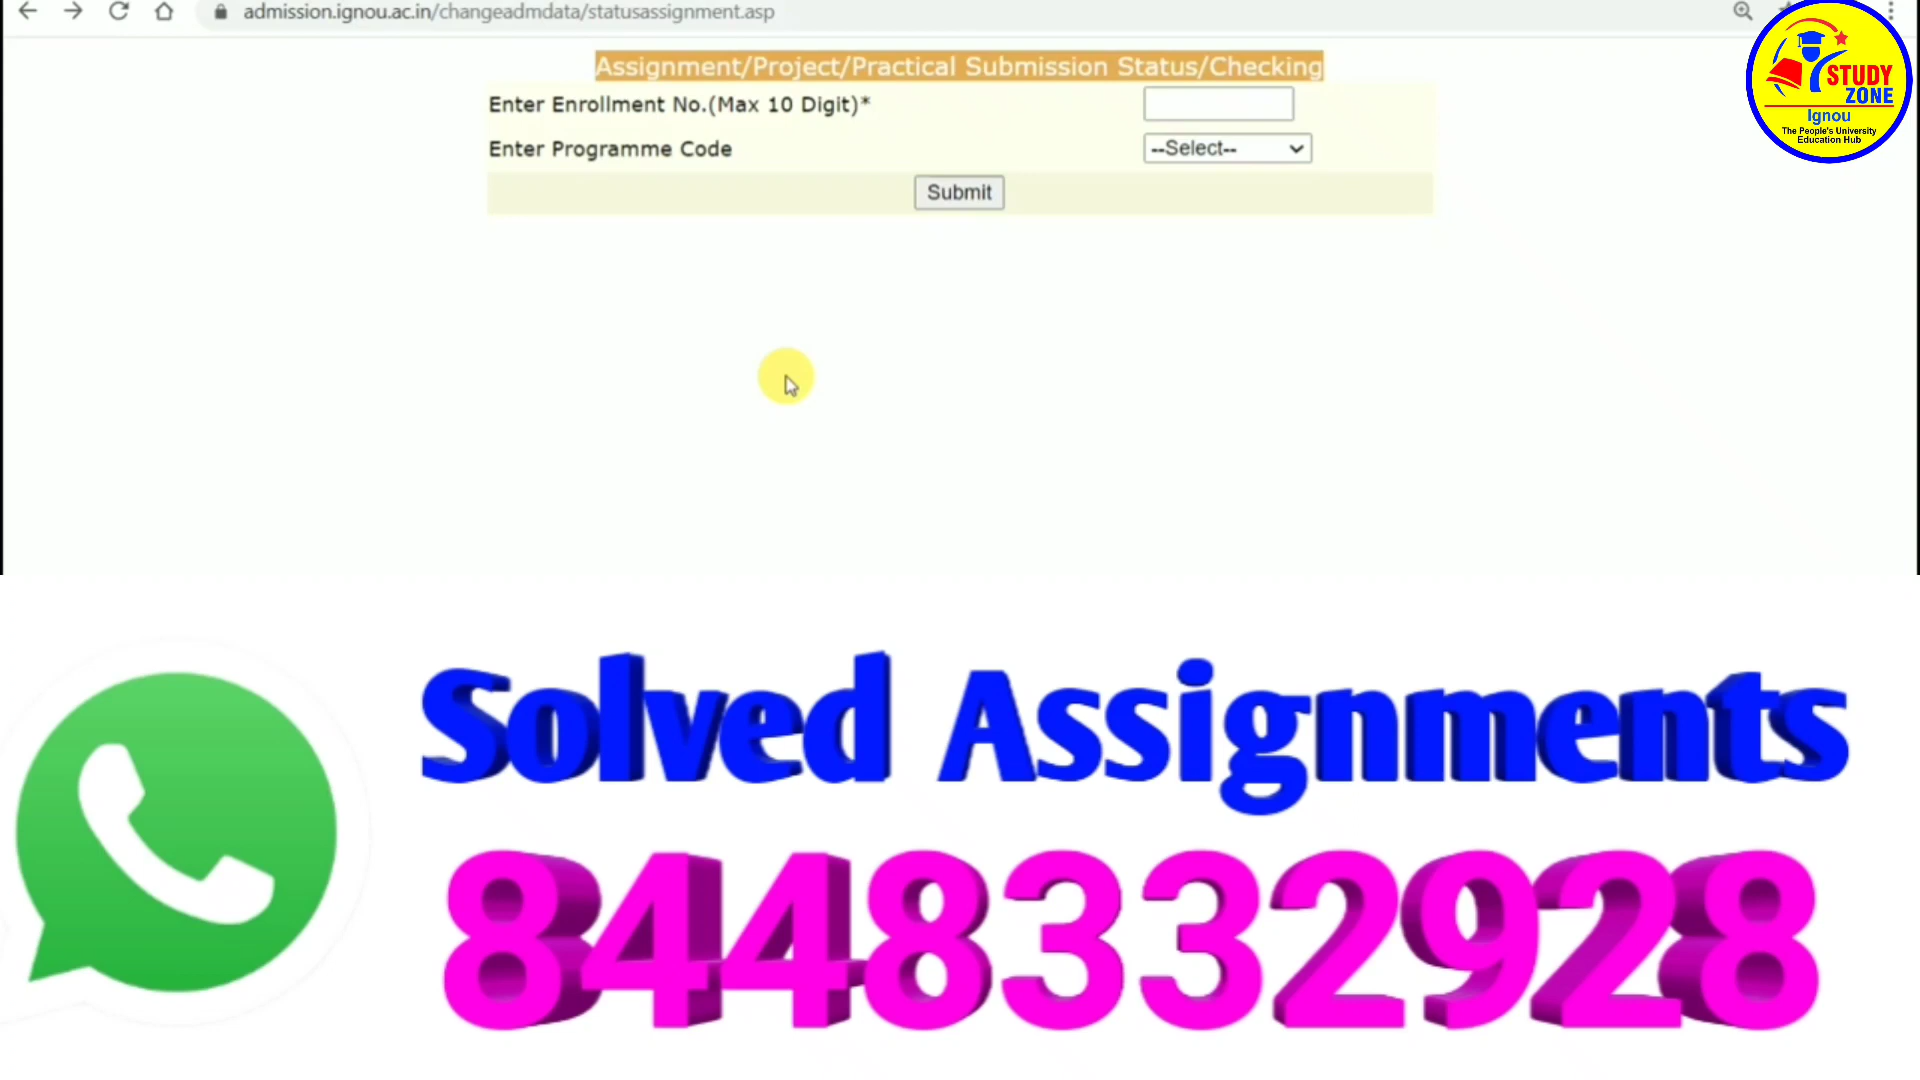 admission.ignou.ac.in/changeadmdata/statusassignment.asp
Assignment/Project/Practical Submission Status/Checking
Enter Enrollment No.(Max 10 Digit)*
Enter Programme Code
--Select--
Submit
STUDY
ZONE
Ignou
The People's University
Education Hub
Solved Assignments
8448332928